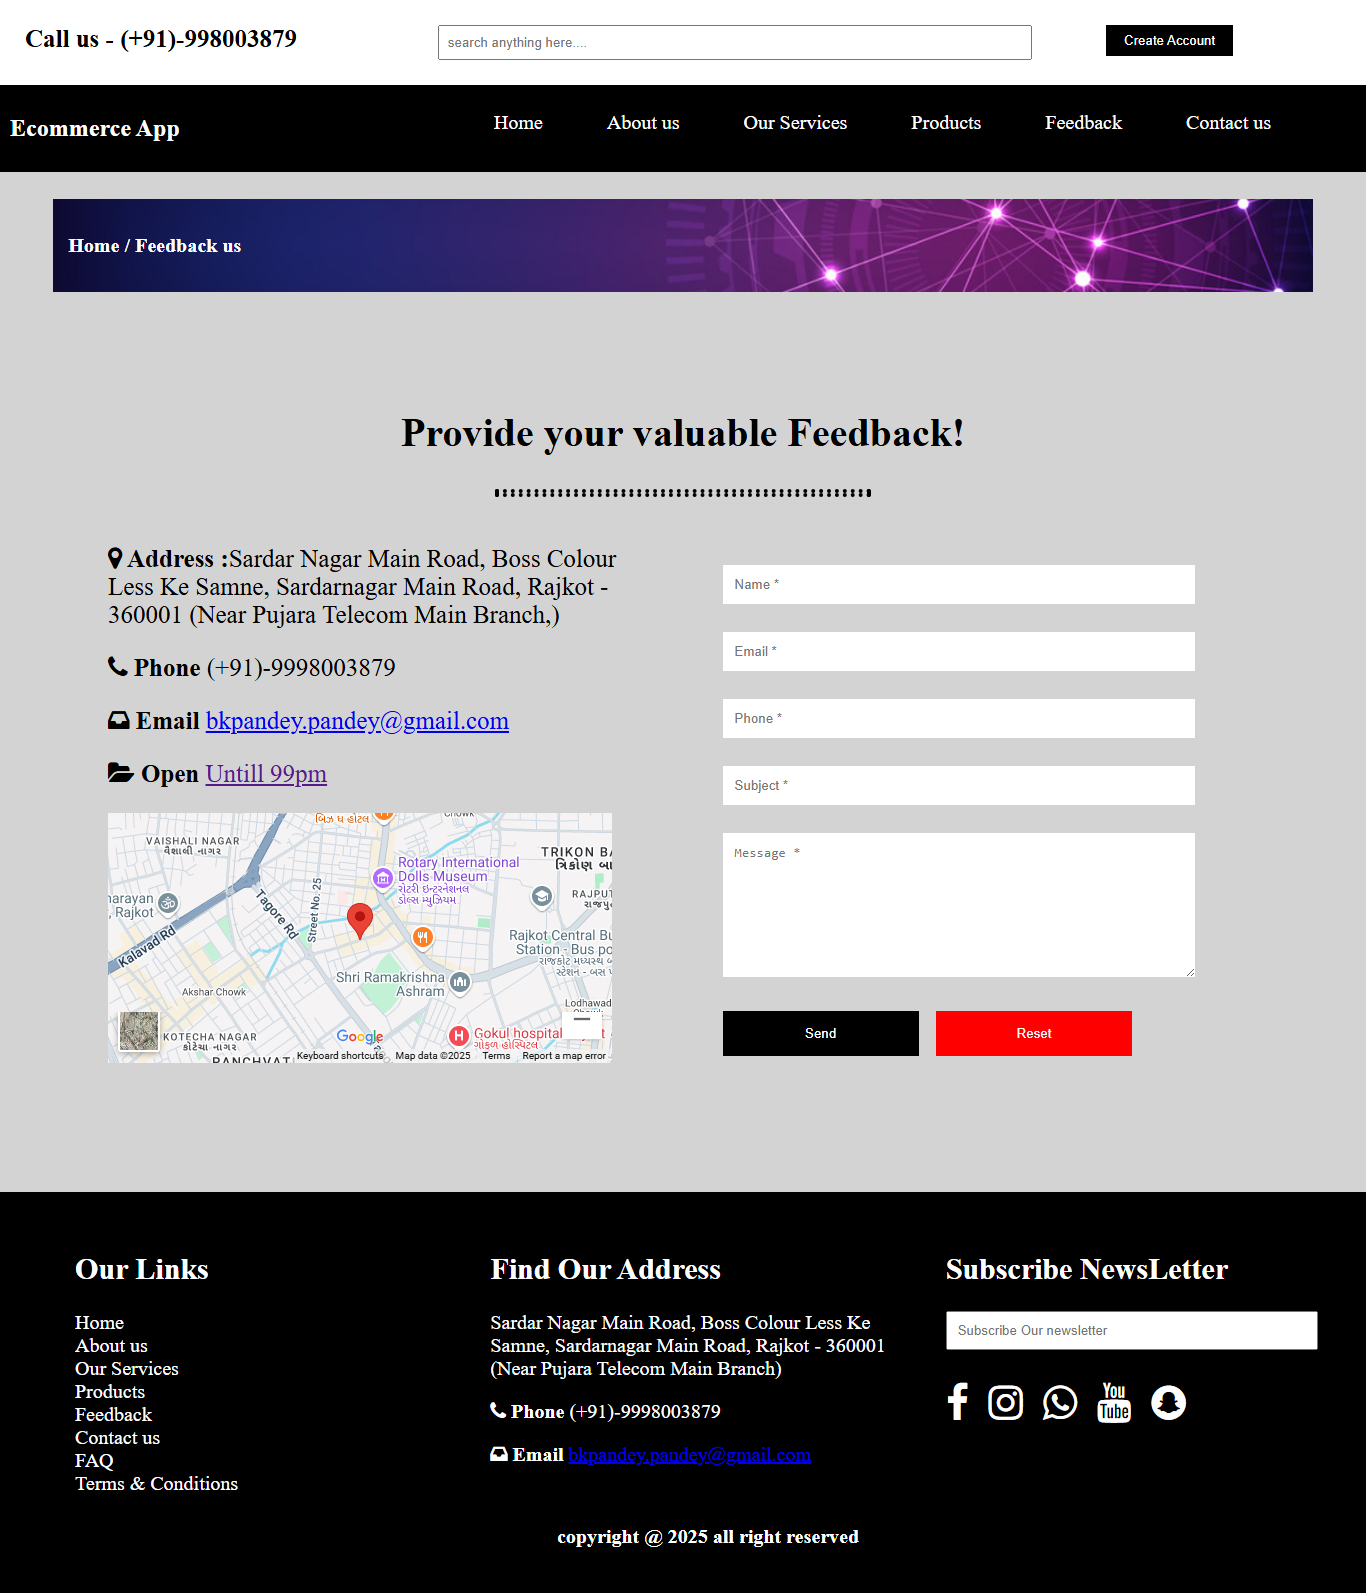 Call us - (+91)-998003879
search anything here....
Create Account
Ecommerce App
Home
About us
Our Services
Products
Feedback
Contact us
Home / Feedback us
Provide your valuable Feedback!
Address :Sardar Nagar Main Road, Boss Colour
Less Ke Samne, Sardarnagar Main Road, Rajkot -
360001 (Near Pujara Telecom Main Branch,)
Phone (+91)-9998003879
Email bkpandey.pandey@gmail.com
Open Untill 99pm
VAISHALI NAGAR
વૈશાલી નાગર
Street No. 25
Tagore Rd
Kalavad Rd
Rajkot
Akshar Chowk
KOTECHA NAGAR
કોટેચા નાગર
Rotary International
Dolls Museum
રોટરી ઇન્ટરનેશનલ
ડોલ્સ મ્યુઝિયમ
Shri Ramakrishna
Ashram
Rajkot Central
Station - Bus
Gokul hospital
ગોકુળ હૉસ્પિટલ
Google
Keyboard shortcuts
Map data ©2025
Terms
Report a map error
Name *
Email *
Phone *
Subject *
Message *
Send
Reset
Our Links
Home
About us
Our Services
Products
Feedback
Contact us
FAQ
Terms & Conditions
Find Our Address
Sardar Nagar Main Road, Boss Colour Less Ke
Samne, Sardarnagar Main Road, Rajkot - 360001
(Near Pujara Telecom Main Branch)
Phone (+91)-9998003879
Email bkpandey.pandey@gmail.com
Subscribe NewsLetter
Subscribe Our newsletter
You
Tube
copyright @ 2025 all right reserved